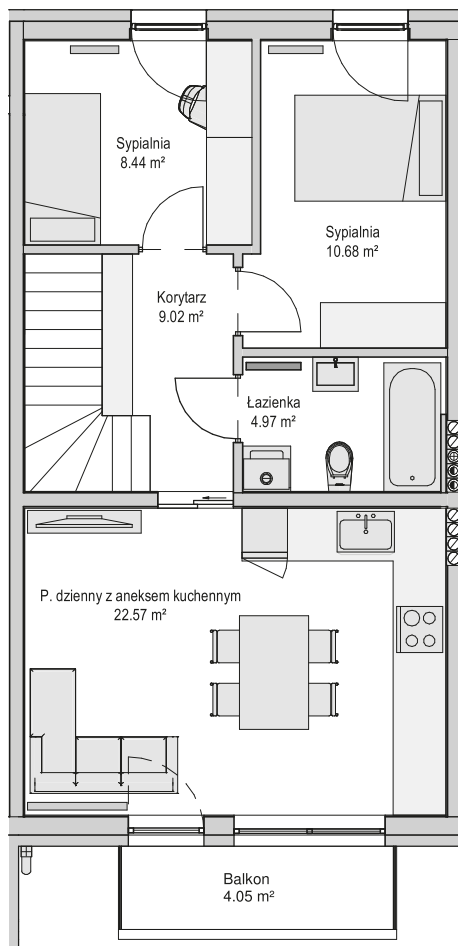 Sypialnia
8.44 m²
Sypialnia
10.68 m²
Korytarz
9.02 m²
Łazienka
4.97 m²
P. dzienny z aneksem kuchennym
22.57 m²
Balkon
4.05 m²